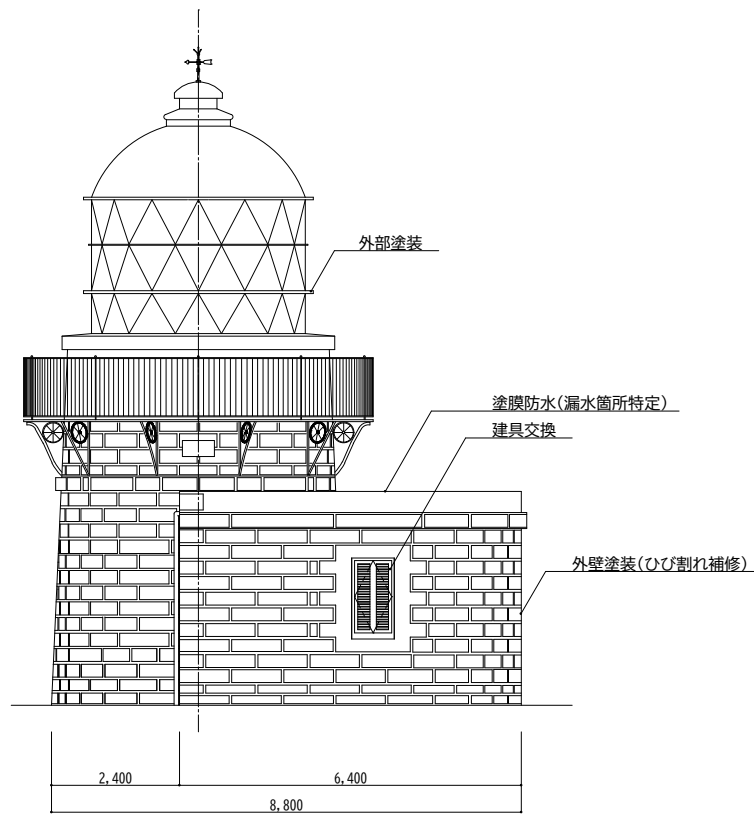 外部塗装
塗膜防水(漏水箇所特定)
建具交換
外壁塗装(ひび割れ補修)
2,400
6,400
8,800